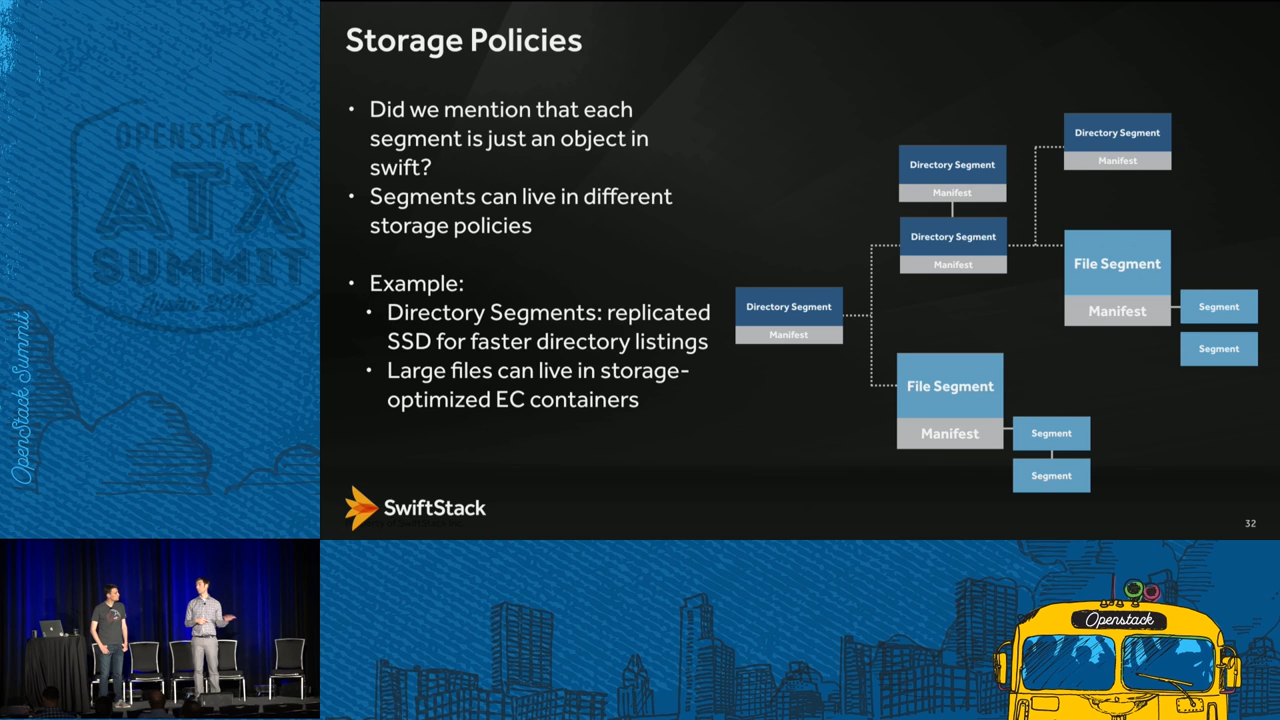 Storage Policies
• Did we mention that each
segment is just an object in
swift?
• Segments can live in different
storage policies
• Example:
• Directory Segments: replicated
SSD for faster directory listings
• Large files can live in storage-
optimized EC containers
Directory Segment
Manifest
Directory Segment
Manifest
Directory Segment
Manifest
Directory Segment
Manifest
File Segment
Manifest
Segment
Segment
File Segment
Manifest
Segment
Segment
SwiftStack
32
OPENSTACK
ATX
SUMMIT
OpenStack Summit
Openstack